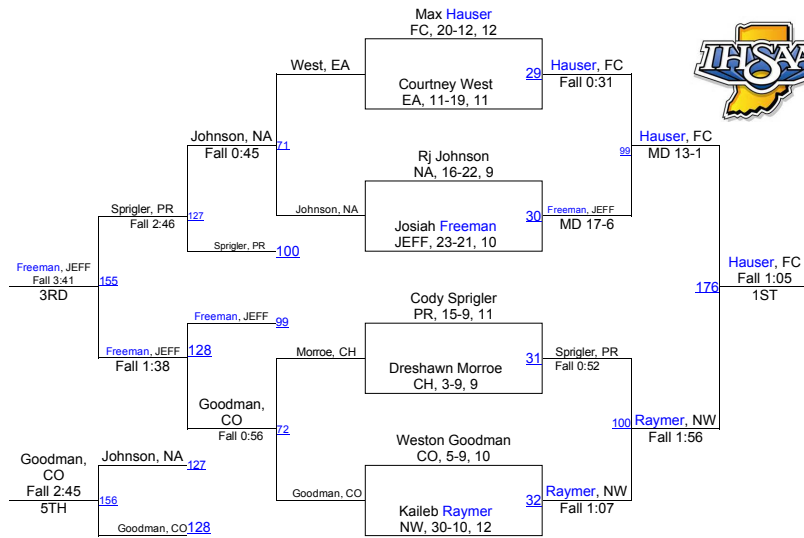 Max Hauser
FC, 20-12, 12
IHSAA
West, EA
29
Hauser, FC
Fall 0:31
Courtney West
EA, 11-19, 11
Johnson, NA
Fall 0:45
71
Hauser, FC
MD 13-1
99
Rj Johnson
NA, 16-22, 9
Sprigler, PR
Fall 2:46
127
Johnson, NA
30
Freeman, JEFF
MD 17-6
Josiah Freeman
JEFF, 23-21, 10
Sprigler, PR
100
Freeman, JEFF
Fall 3:41
3RD
155
Hauser, FC
Fall 1:05
1ST
176
Cody Sprigler
PR, 15-9, 11
Freeman, JEFF
99
Freeman, JEFF
Fall 1:38
128
Morroe, CH
31
Sprigler, PR
Fall 0:52
Dreshawn Morroe
CH, 3-9, 9
Goodman,
CO
Fall 0:56
72
100
Raymer, NW
Fall 1:56
Weston Goodman
CO, 5-9, 10
Johnson, NA
127
Goodman,
CO
Fall 2:45
5TH
156
Goodman, CO
32
Raymer, NW
Fall 1:07
Kaileb Raymer
NW, 30-10, 12
Goodman, CO
128